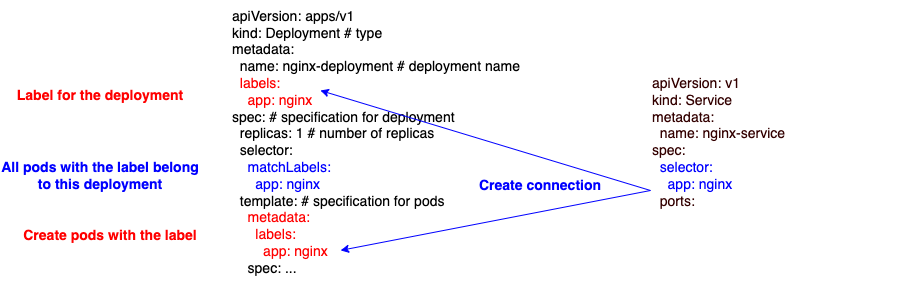 Label for the deployment
All pods with the label belong
to this deployment
Create pods with the label
apiVersion: apps/v1
kind: Deployment # type
metadata:
  name: nginx-deployment # deployment name
  labels:
    app: nginx
spec: # specification for deployment
  replicas: 1 # number of replicas
  selector:
    matchLabels:
      app: nginx
  template: # specification for pods
    metadata:
      labels:
        app: nginx
    spec: ...
Create connection
apiVersion: v1
kind: Service
metadata:
  name: nginx-service
spec:
  selector:
    app: nginx
  ports: